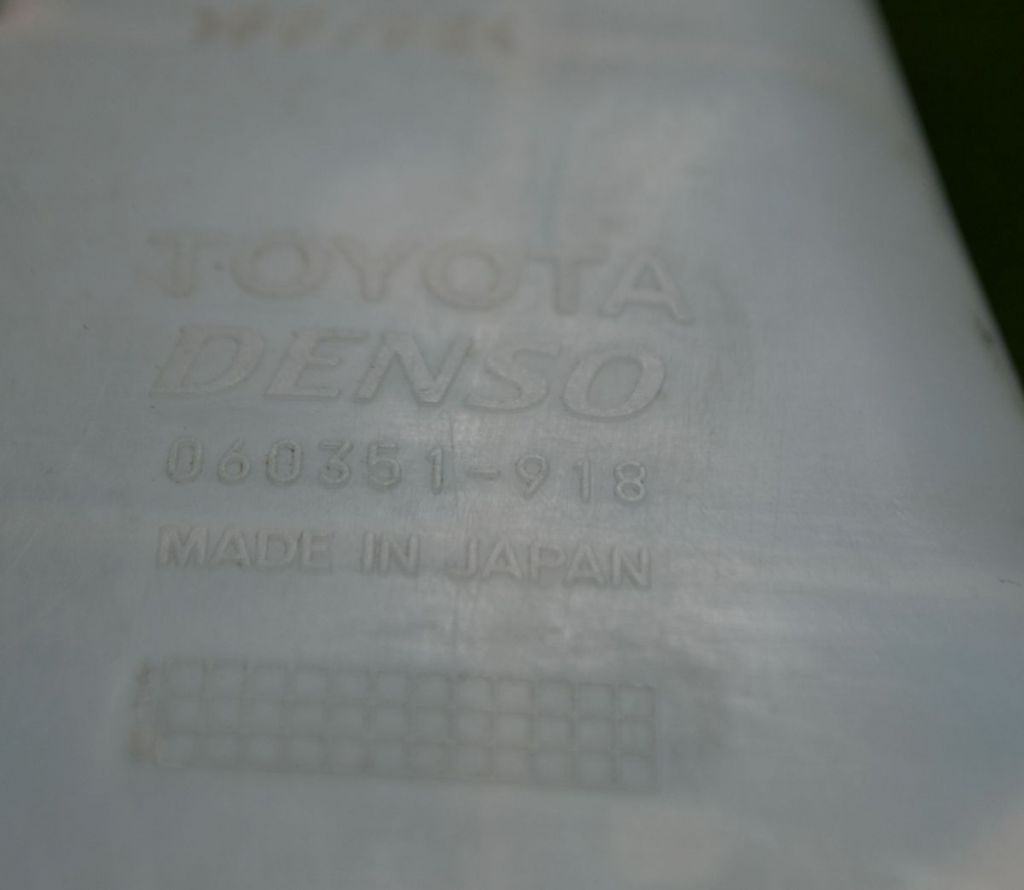 TOYOTA
DENSO
060351-918
MADE IN JAPAN